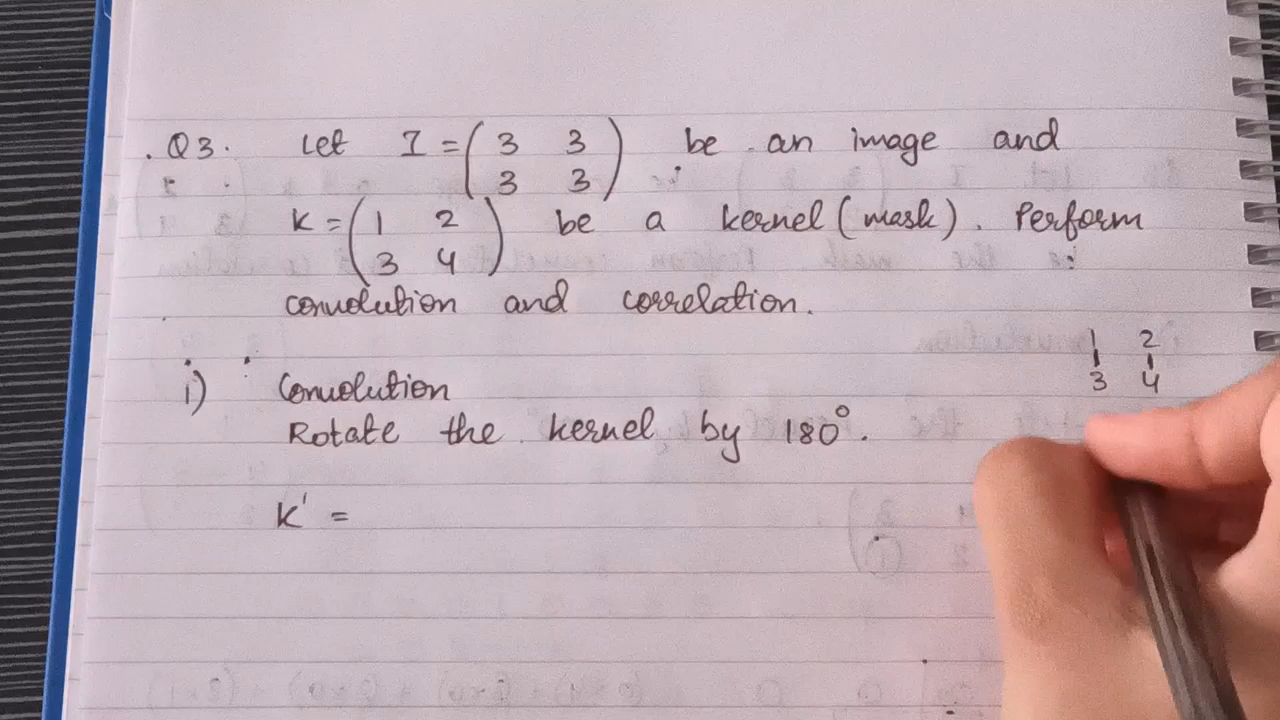 Q3. Let I = ( 3 3
3 3 ) be an image and
K = ( 1 2
3 4 ) be a kernel (mask). Perform
convolution and correlation.
1 2
3 4
i) Convolution
Rotate the kernel by 180°.
K' =